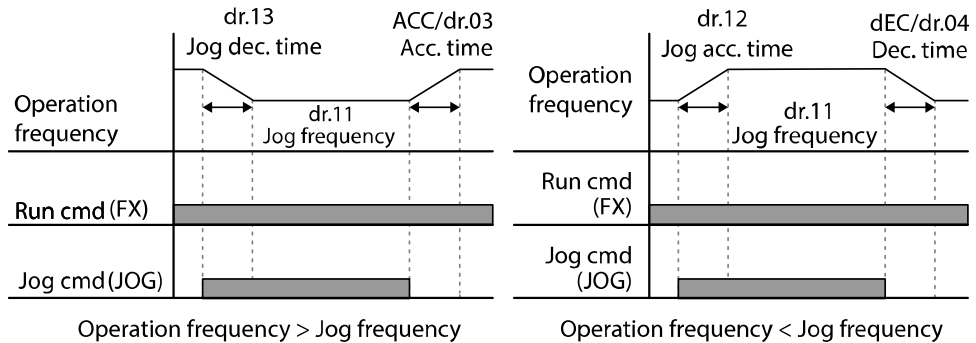 dr.13
Jog dec. time
ACC/dr.03
Acc. time
Operation
frequency
dr.11
Jog frequency
Run cmd (FX)
Jog cmd (JOG)
Operation frequency > Jog frequency
dr.12
Jog acc. time
dEC/dr.04
Dec. time
Operation
frequency
dr.11
Jog frequency
Run cmd
(FX)
Jog cmd
(JOG)
Operation frequency < Jog frequency